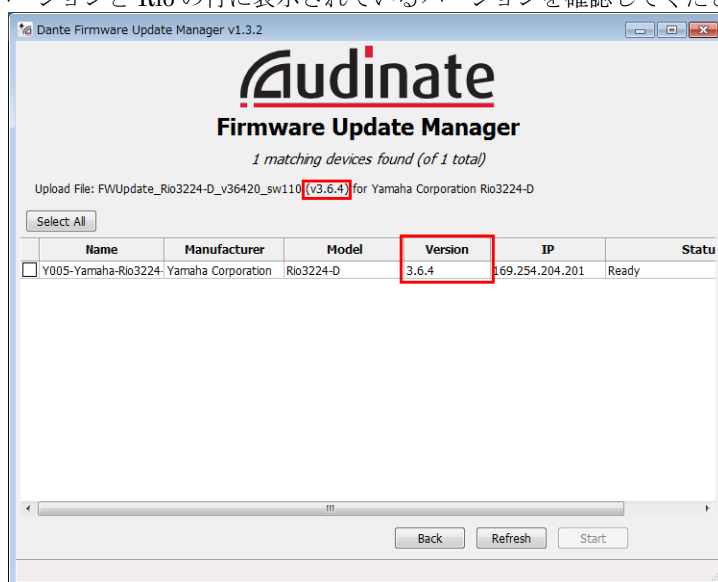 ージョンと Rio の行に表示されているバージョンを確認してくだ
Dante Firmware Update Manager v1.3.2
Audinate
Firmware Update Manager
1 matching devices found (of 1 total)
Upload File: FWUpdate_Rio3224-D_v36420_sw110 (v3.6.4) for Yamaha Corporation Rio3224-D
Select All
Name Manufacturer Model Version IP Statu
Y005-Yamaha-Rio3224- Yamaha Corporation Rio3224-D 3.6.4 169.254.204.201 Ready
Back Refresh Start